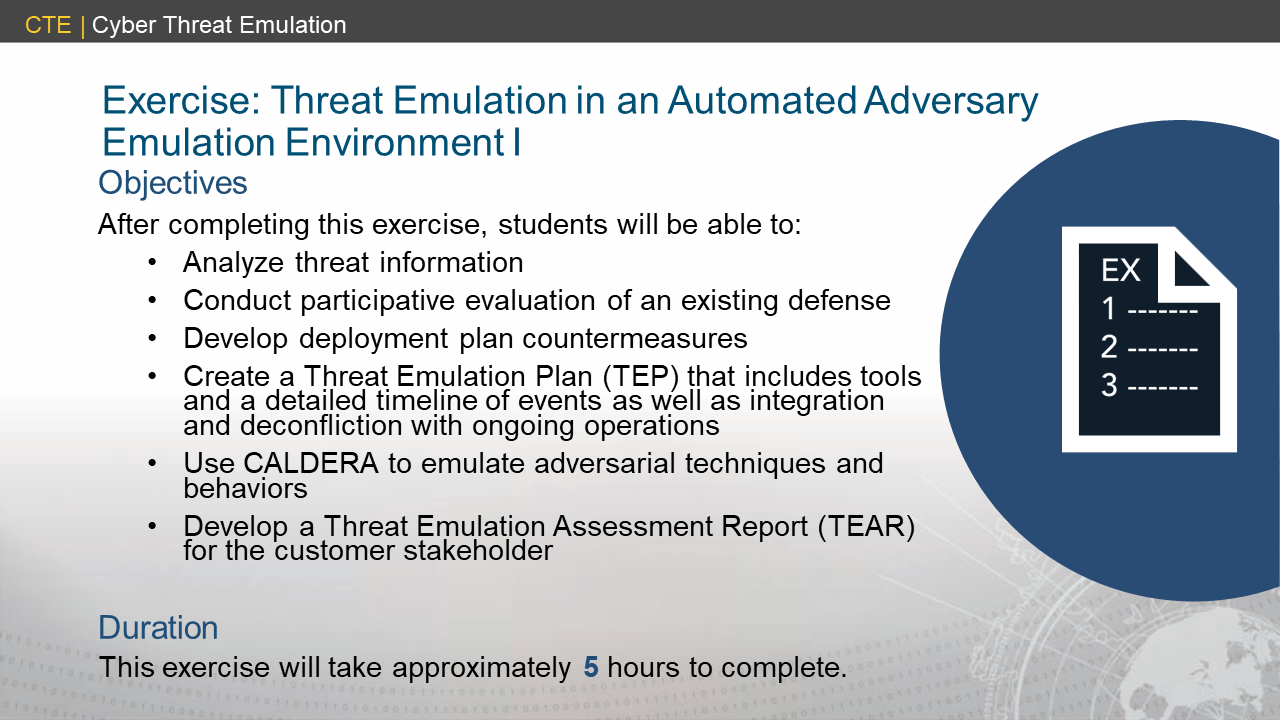 CTE | Cyber Threat Emulation
Exercise: Threat Emulation in an Automated Adversary
Emulation Environment I
Objectives
After completing this exercise, students will be able to:
• Analyze threat information
• Conduct participative evaluation of an existing defense
• Develop deployment plan countermeasures
• Create a Threat Emulation Plan (TEP) that includes tools
and a detailed timeline of events as well as integration
and deconfliction with ongoing operations
• Use CALDERA to emulate adversarial techniques and
behaviors
• Develop a Threat Emulation Assessment Report (TEAR)
for the customer stakeholder
Duration
This exercise will take approximately 5 hours to complete.
EX
1 -------
2 -------
3 -------